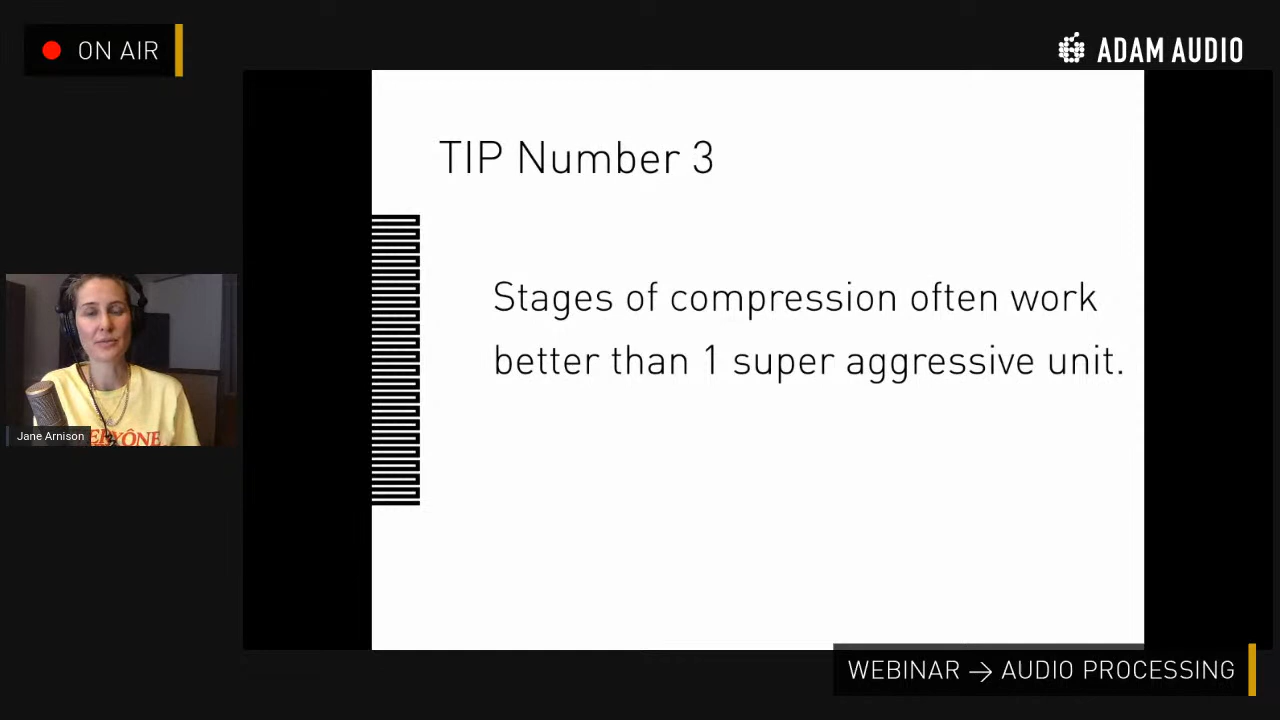 ON AIR
ADAM AUDIO
TIP Number 3
Stages of compression often work
better than 1 super aggressive unit.
Jane Arnison
WEBINAR → AUDIO PROCESSING